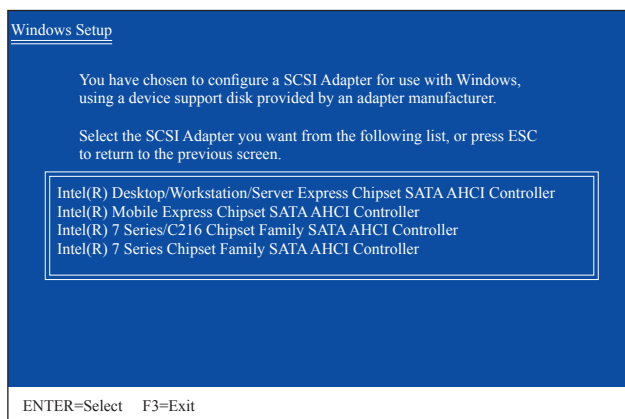 Windows Setup
You have chosen to configure a SCSI Adapter for use with Windows,
using a device support disk provided by an adapter manufacturer.
Select the SCSI Adapter you want from the following list, or press ESC
to return to the previous screen.
Intel(R) Desktop/Workstation/Server Express Chipset SATA AHCI Controller
Intel(R) Mobile Express Chipset SATA AHCI Controller
Intel(R) 7 Series/C216 Chipset Family SATA AHCI Controller
Intel(R) 7 Series Chipset Family SATA AHCI Controller
ENTER=Select F3=Exit